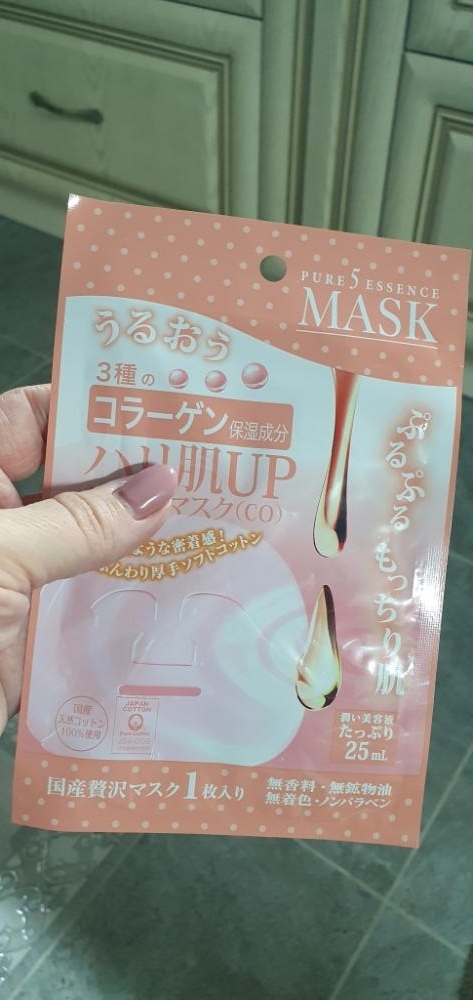 PURE 5 ESSENCE
MASK
うるおう
3種の
コラーゲン保湿成分
ハリ肌UP
マスク(CO)
ような密着感!
ふんわり厚手ソフトコットン
ぷるぷる もっちり肌
国産
天然コットン
100%使用
JAPAN
COTTON
Pure Cotton
潤い美容液
たっぷり
25mL
国産贅沢マスク1枚入り
無香料・無鉱物油
無着色・ノンパラベン